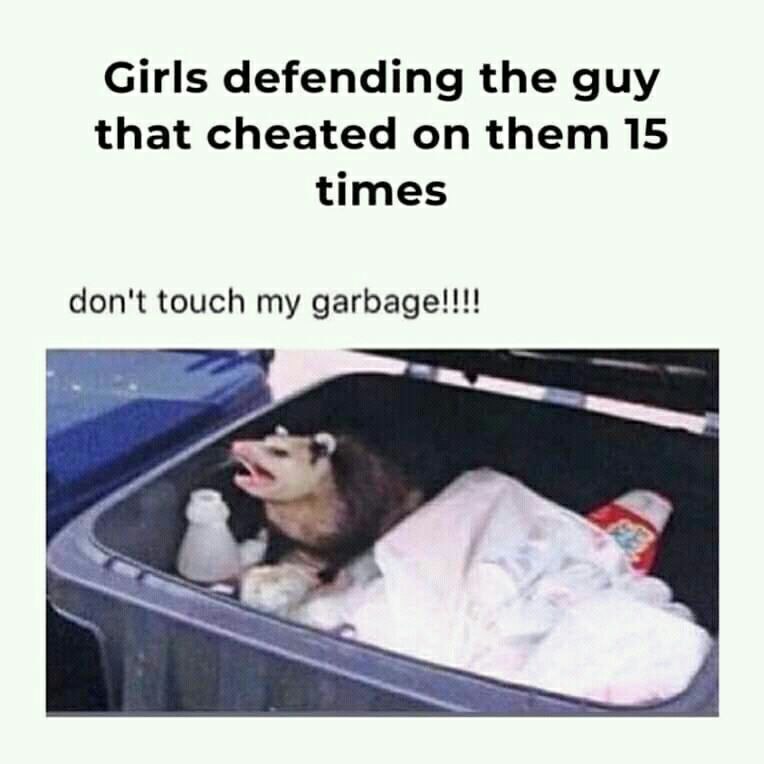 Girls defending the guy
that cheated on them 15
times
don't touch my garbage!!!!